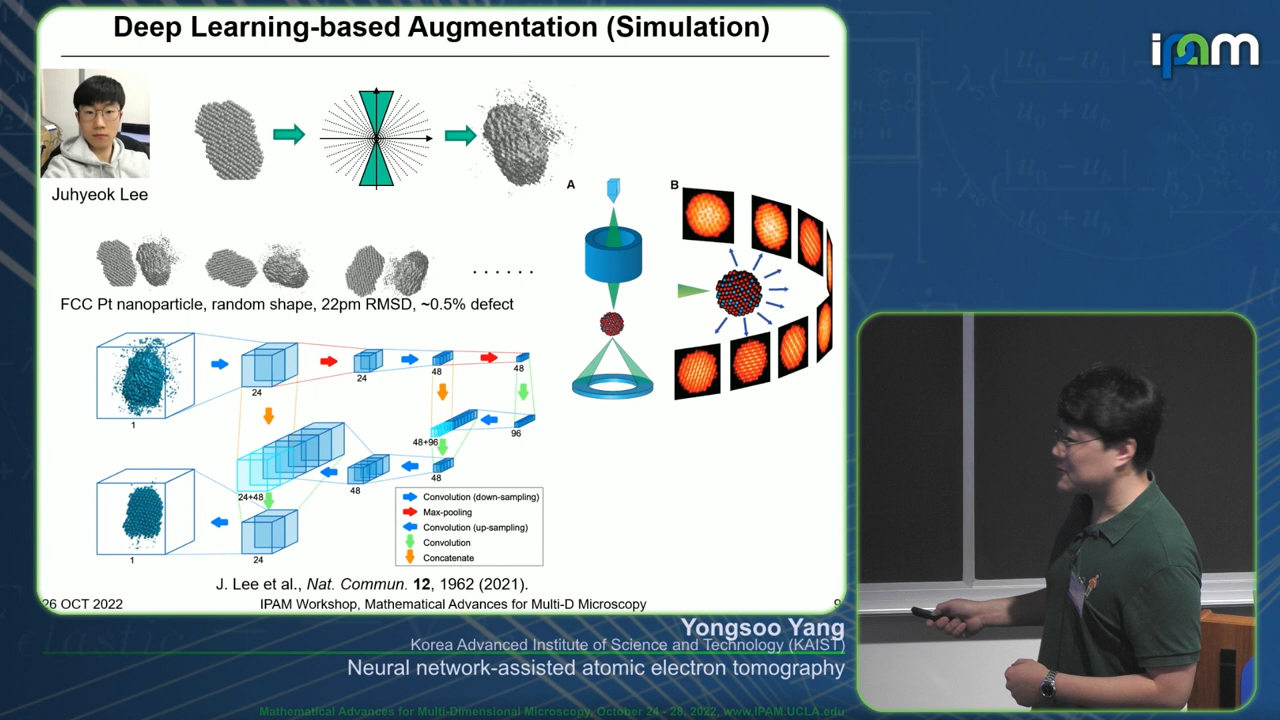 Deep Learning-based Augmentation (Simulation)
ipam
Juhyeok Lee
A
B
FCC Pt nanoparticle, random shape, 22pm RMSD, ~0.5% defect
1
24
24
48
48
48+96
96
24+48
48
48
1
24
Convolution (down-sampling)
Max-pooling
Convolution (up-sampling)
Convolution
Concatenate
J. Lee et al., Nat. Commun. 12, 1962 (2021).
26 OCT 2022
IPAM Workshop, Mathematical Advances for Multi-D Microscopy
9
Yongsoo Yang
Korea Advanced Institute of Science and Technology (KAIST)
Neural network-assisted atomic electron tomography
Mathematical Advances for Multi-Dimensional Microscopy, October 24 - 28, 2022, www.IPAM.UCLA.edu